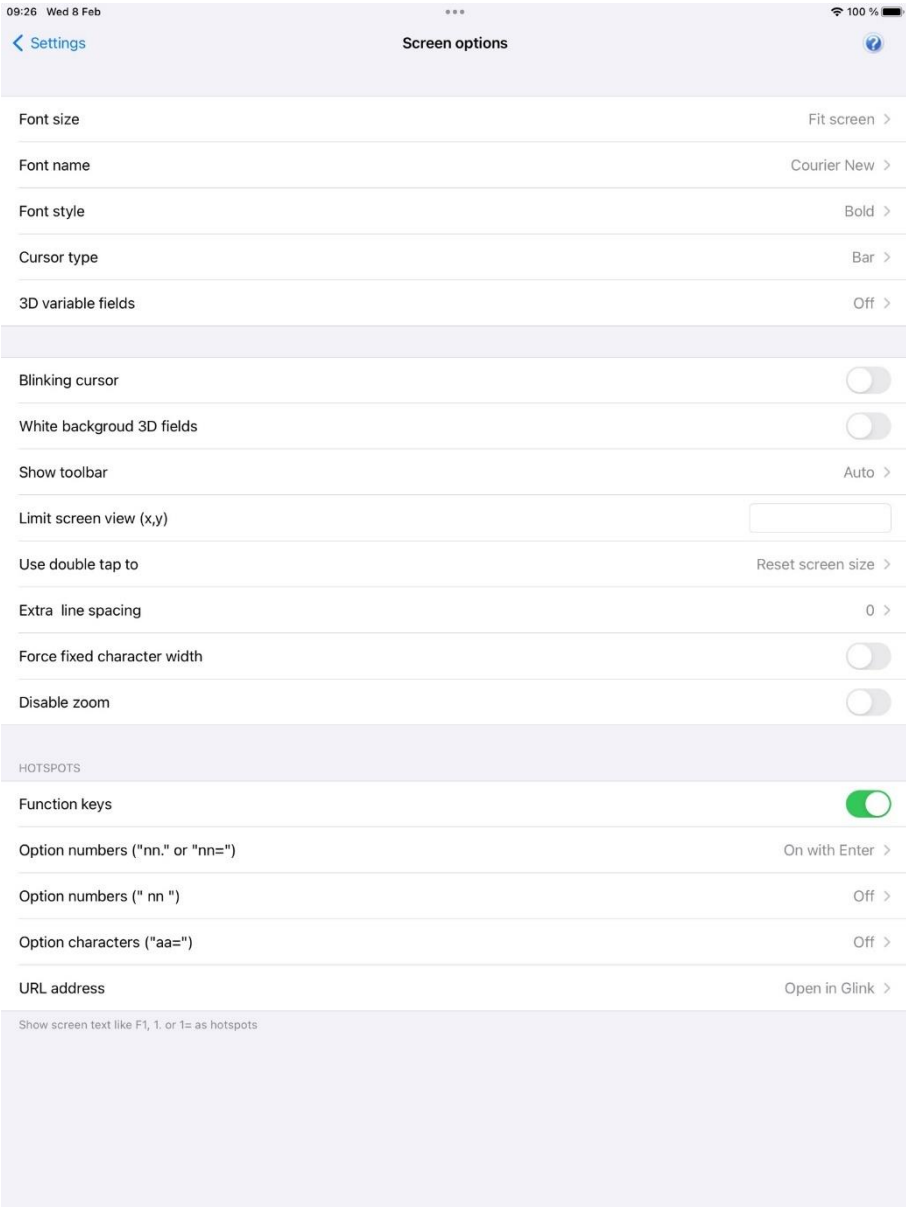 09:26 Wed 8 Feb 100 %
Settings Screen options ?
Font size Fit screen
Font name Courier New
Font style Bold
Cursor type Bar
3D variable fields Off
Blinking cursor
White backgroud 3D fields
Show toolbar Auto
Limit screen view (x,y)
Use double tap to Reset screen size
Extra line spacing 0
Force fixed character width
Disable zoom
HOTSPOTS
Function keys
Option numbers ("nn." or "nn=") On with Enter
Option numbers (" nn ") Off
Option characters ("aa=") Off
URL address Open in Glink
Show screen text like F1, 1. or 1= as hotspots